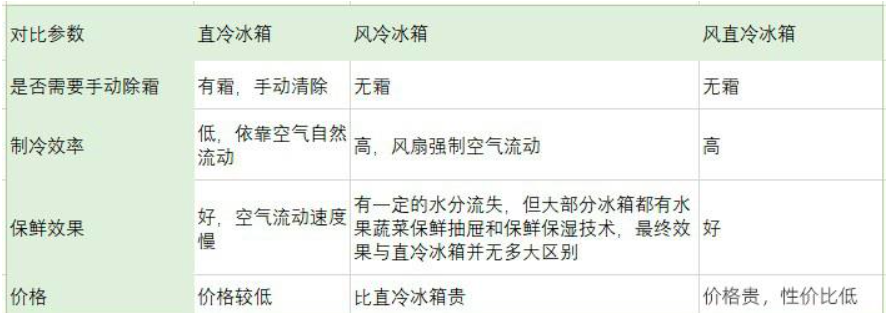 对比参数 直冷冰箱 风冷冰箱 风直冷冰箱
是否需要手动除霜 有霜，手动清除 无霜 无霜
制冷效率 低，依靠空气自然
流动 高，风扇强制空气流动 高
保鲜效果 好，空气流动速度
慢 有一定的水分流失，但大部分冰箱都有水
果蔬菜保鲜抽屉和保鲜保湿技术，最终效
果与直冷冰箱并无多大区别 好
价格 价格较低 比直冷冰箱贵 价格贵，性价比低